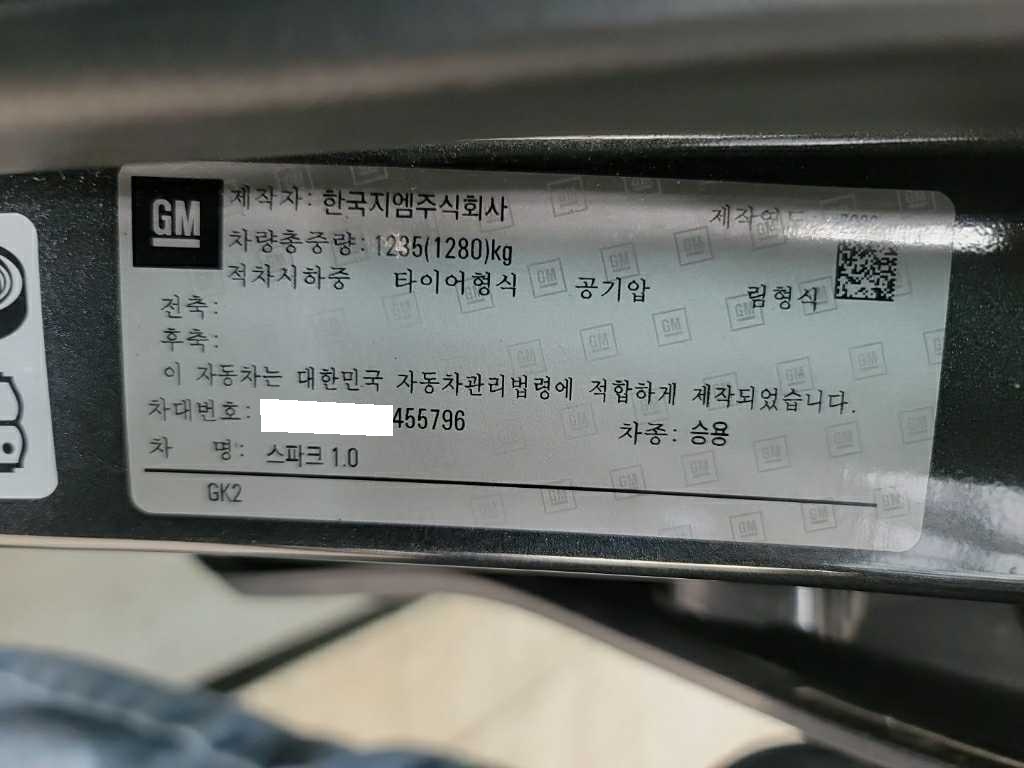 GM 제작자: 한국지엠주식회사 제작연도:
차량총중량: 1235(1280)kg
적차시하중 타이어형식 공기압 림형식
전축:
후축:
이 자동차는 대한민국 자동차관리법령에 적합하게 제작되었습니다.
차대번호: 455796 차종: 승용
차 명: 스파크 1.0
GK2